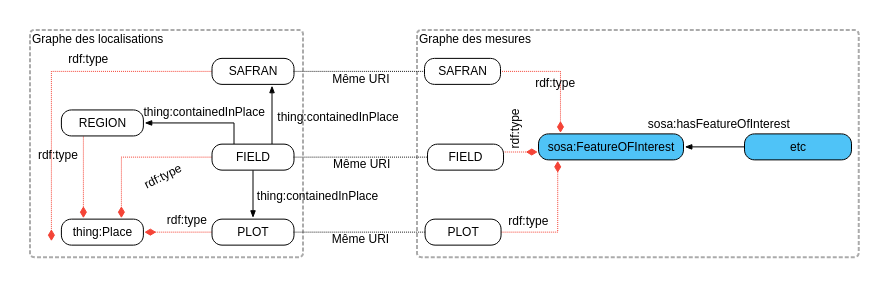 Graphe des localisations
Graphe des mesures
rdf:type
SAFRAN
Même URI
SAFRAN
rdf:type
thing:containedInPlace
thing:containedInPlace
REGION
rdf:type
sosa:hasFeatureOfInterest
rdf:type
FIELD
Même URI
FIELD
sosa:FeatureOfInterest
etc
rdf:type
thing:containedInPlace
thing:Place
rdf:type
PLOT
Même URI
PLOT
rdf:type